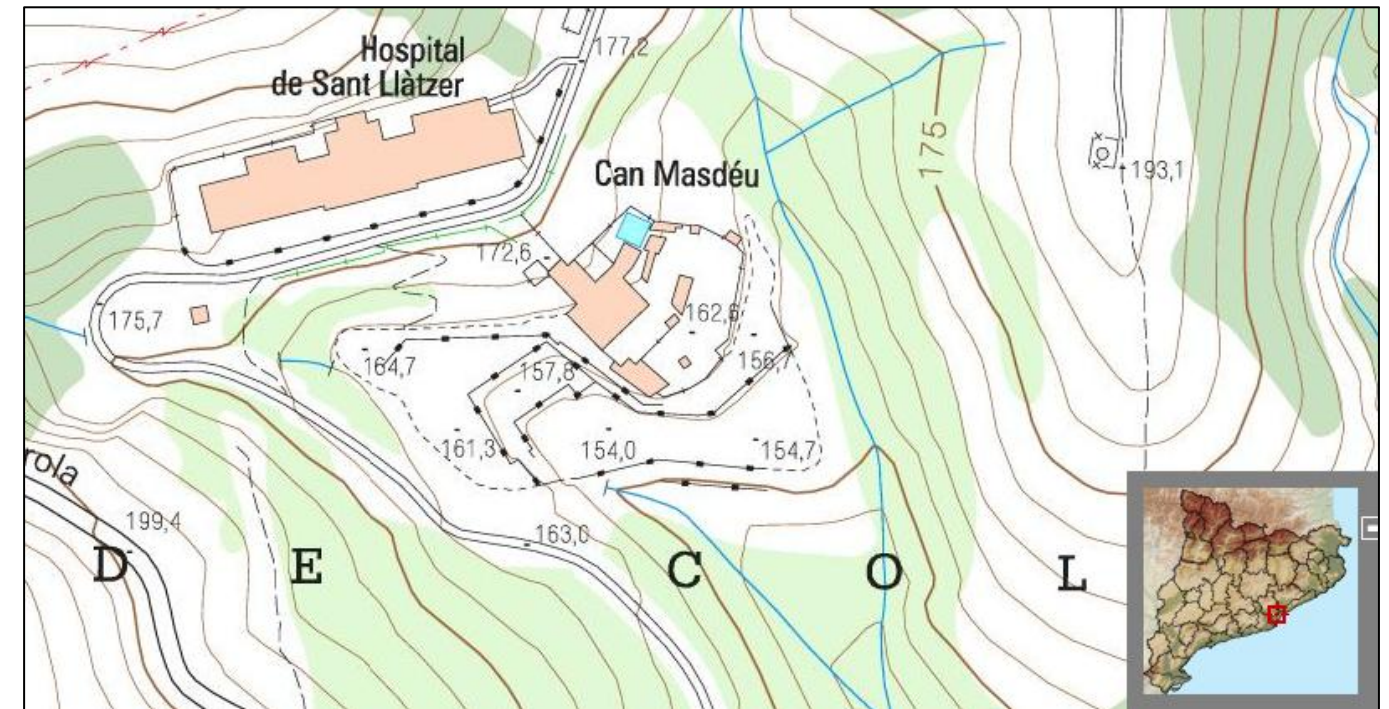 Hospital
de Sant Llàtzer
177,2
Can Masdéu
175
193,1
172,6
175,7
162,6
164,7
157,8
156,7
161,3
154,0
154,7
rola
199,4
163,0
D E C O L